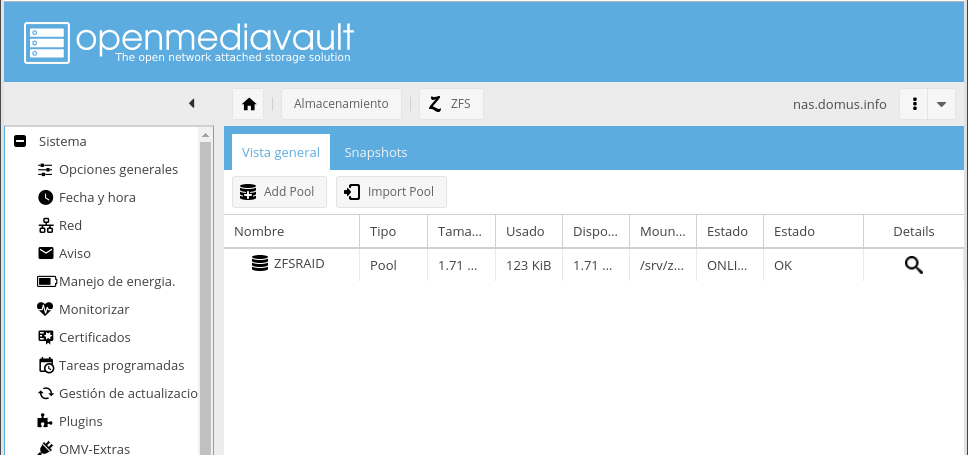 openmediavault
The open network attached storage solution
Almacenamiento
ZFS
nas.domus.info
Sistema
Opciones generales
Fecha y hora
Red
Aviso
Manejo de energia.
Monitorizar
Certificados
Tareas programadas
Gestión de actualizacio
Plugins
OMV-Extras
Vista general Snapshots
Add Pool Import Pool
Nombre Tipo Tama... Usado Dispo... Moun... Estado Estado Details
ZFSRAID Pool 1.71 ... 123 KiB 1.71 ... /srv/z... ONLI... OK